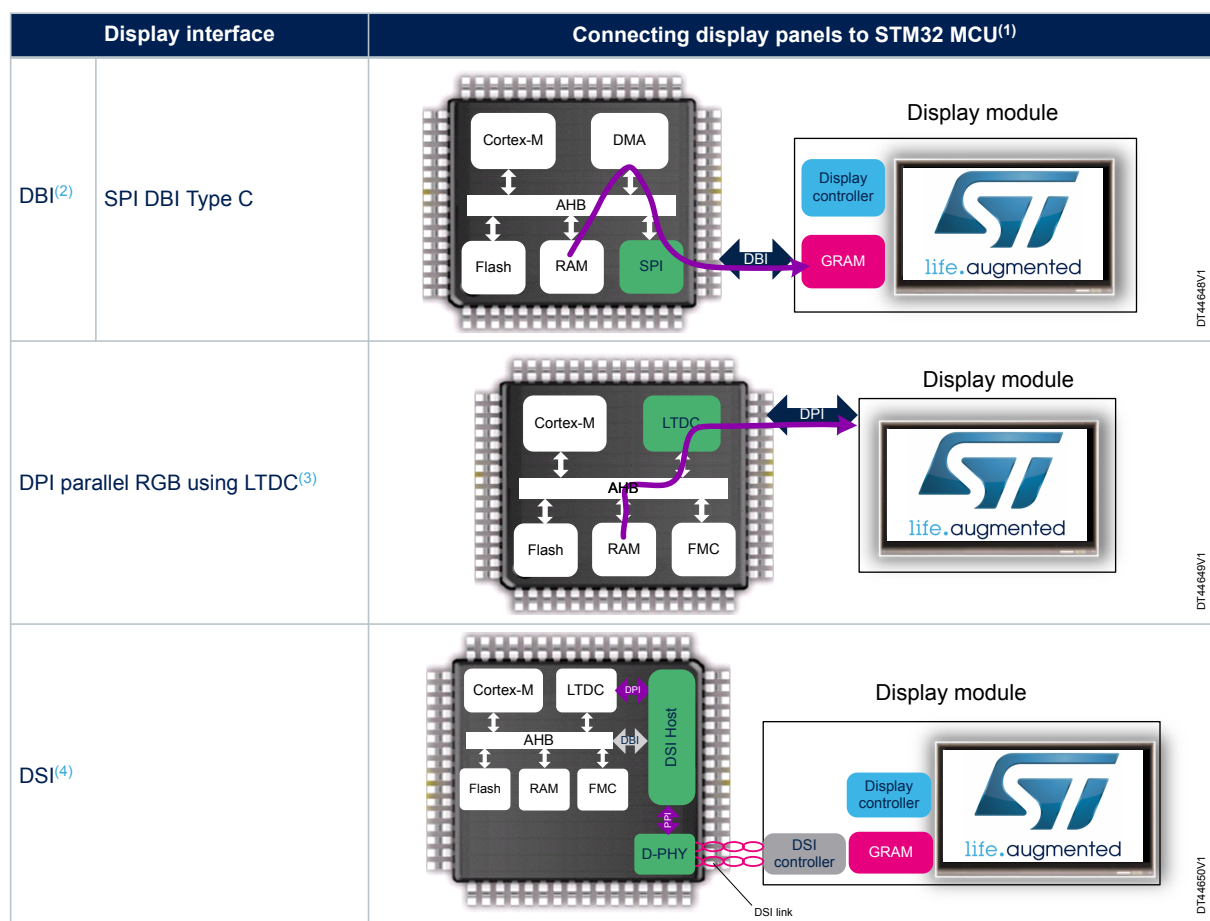 Display interface
Connecting display panels to STM32 MCU(1)
DBI(2)
SPI DBI Type C
Cortex-M
DMA
AHB
Flash
RAM
SPI
DBI
Display module
Display controller
GRAM
ST
life.augmented
DT44648V1
DPI parallel RGB using LTDC(3)
Cortex-M
LTDC
AHB
Flash
RAM
FMC
DPI
Display module
ST
life.augmented
DT44649V1
DSI(4)
Cortex-M
LTDC
DPI
AHB
DBI
DSI Host
Flash
RAM
FMC
PPI
D-PHY
DSI link
Display module
Display controller
DSI controller
GRAM
ST
life.augmented
DT44650V1